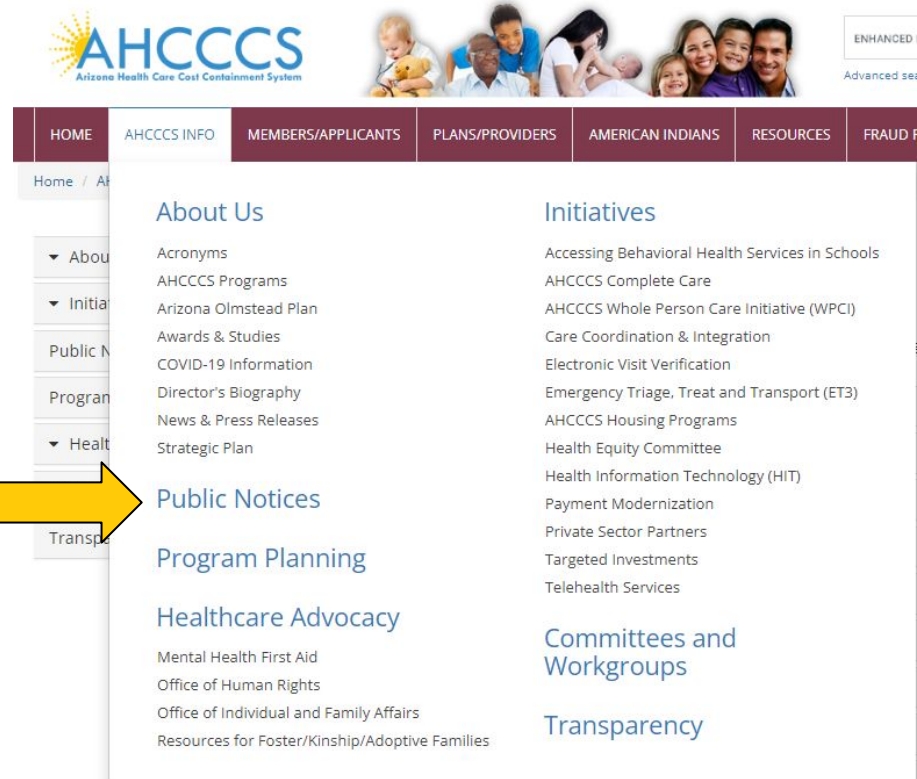 AHCCCS
Arizona Health Care Cost Containment System
ENHANCED
Advanced
HOME AHCCCS INFO MEMBERS/APPLICANTS PLANS/PROVIDERS AMERICAN INDIANS RESOURCES FRAUD
Home /
About Us
Acronyms
AHCCCS Programs
Arizona Olmstead Plan
Awards & Studies
COVID-19 Information
Director's Biography
News & Press Releases
Strategic Plan
Public Notices
Program Planning
Healthcare Advocacy
Mental Health First Aid
Office of Human Rights
Office of Individual and Family Affairs
Resources for Foster/Kinship/Adoptive Families
Initiatives
Accessing Behavioral Health Services in Schools
AHCCCS Complete Care
AHCCCS Whole Person Care Initiative (WPCI)
Care Coordination & Integration
Electronic Visit Verification
Emergency Triage, Treat and Transport (ET3)
AHCCCS Housing Programs
Health Equity Committee
Health Information Technology (HIT)
Payment Modernization
Private Sector Partners
Targeted Investments
Telehealth Services
Committees and
Workgroups
Transparency
Public